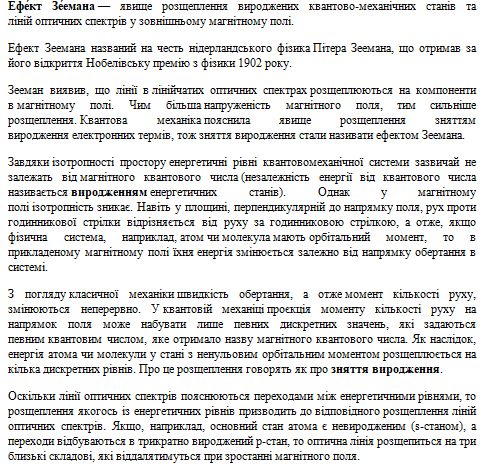 Ефе́кт Зе́емана — явище розщеплення вироджених квантово-механічних станів та
ліній оптичних спектрів у зовнішньому магнітному полі.
Ефект Зеемана названий на честь нідерландського фізика Пітера Зеемана, що отримав за
його відкриття Нобелівську премію з фізики 1902 року.
Зееман виявив, що лінії в лінійчатих оптичних спектрах розщеплюються на компоненти
в магнітному полі. Чим більша напруженість магнітного поля, тим сильніше
розщеплення. Квантова механіка пояснила явище розщеплення зняттям
виродження електронних термів, тож зняття виродження стали називати ефектом Зеемана.
Завдяки ізотропності простору енергетичні рівні квантовомеханічної системи зазвичай не
залежать від магнітного квантового числа (незалежність енергії від квантового числа
називається виродженням енергетичних станів). Однак у магнітному
полі ізотропність зникає. Навіть у площині, перпендикулярній до напрямку поля, рух проти
годинникової стрілки відрізняється від руху за годинниковою стрілкою, а отже, якщо
фізична система, наприклад, атом чи молекула мають орбітальний момент, то в
прикладеному магнітному полі їхня енергія змінюється залежно від напрямку обертання в
системі.
З погляду класичної механіки швидкість обертання, а отже момент кількості руху,
змінюються неперервно. У квантовій механіці проєкція моменту кількості руху на
напрямок поля може набувати лише певних дискретних значень, які задаються
певним квантовим числом, яке отримало назву магнітного квантового числа. Як наслідок,
енергія атома чи молекули у стані з ненульовим орбітальним моментом розщеплюється на
кілька дискретних рівнів. Про це розщеплення говорять як про зняття виродження.
Оскільки лінії оптичних спектрів пояснюються переходами між енергетичними рівнями, то
розщеплення якогось із енергетичних рівнів призводить до відповідного розщеплення ліній
оптичних спектрів. Якщо, наприклад, основний стан атома є невиродженим (s-станом), а
переходи відбуваються в трикратно вироджений p-стан, то оптична лінія розщепиться на три
близькі складові, які віддалятимуться при зростанні магнітного поля.